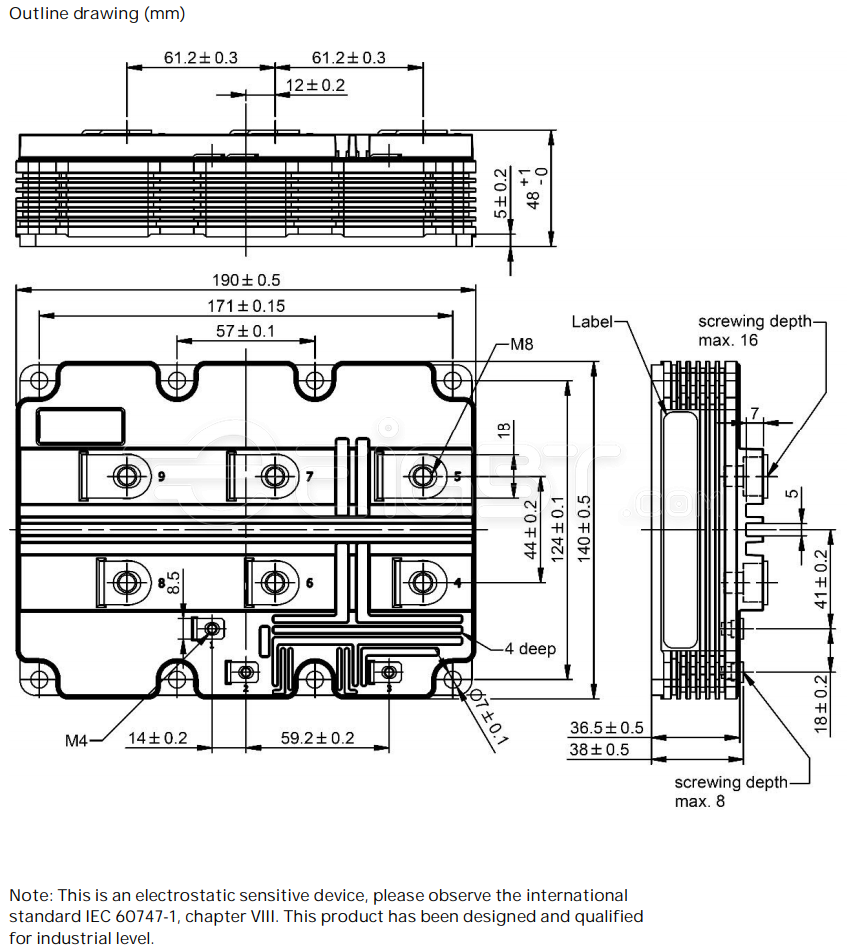 Outline drawing (mm)
61.2±0.3
61.2±0.3
12±0.2
5±0.2
48 +1 -0
190±0.5
171±0.15
57±0.1
M8
Label
screwing depth
max. 16
18
7
9
7
5
44±0.2
124±0.1
140±0.5
5
8
6
4
8.5
41±0.2
1
2
3
4 deep
Ø7±0.1
18±0.2
M4
14±0.2
59.2±0.2
36.5±0.5
38±0.5
screwing depth
max. 8
.com
Note: This is an electrostatic sensitive device, please observe the international
standard IEC 60747-1, chapter VIII. This product has been designed and qualified
for industrial level.